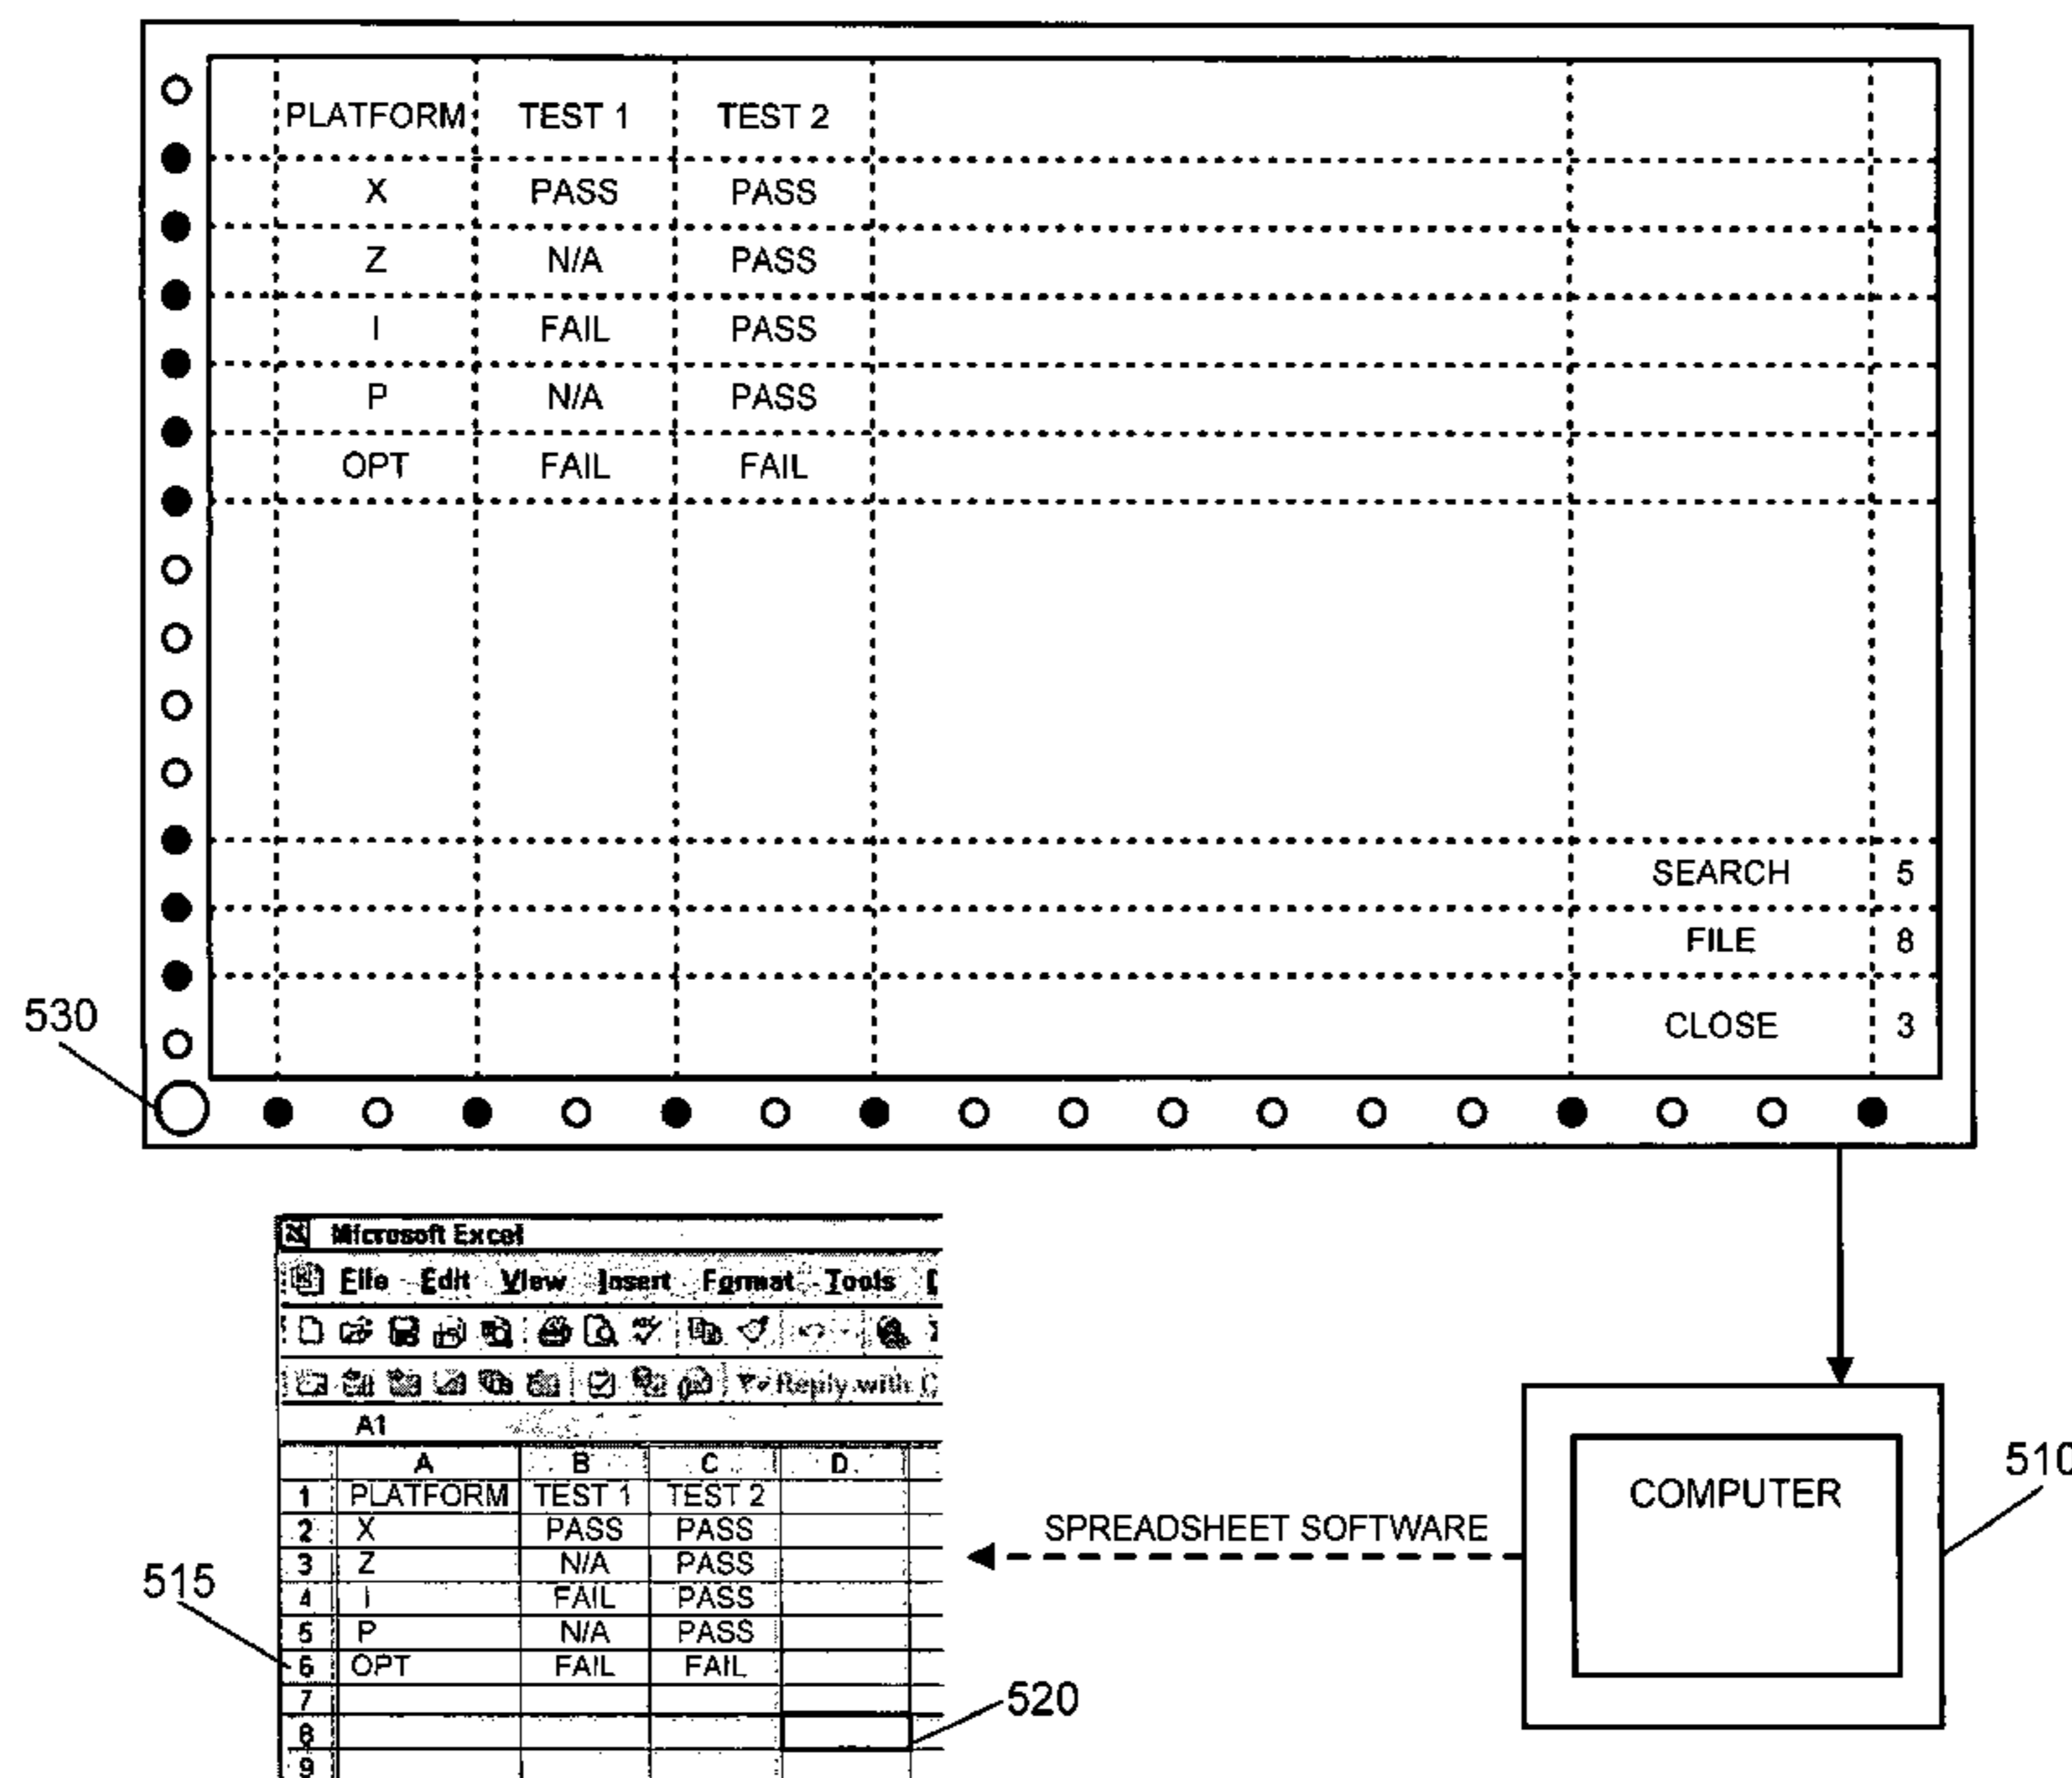 PLATFORM TEST 1 TEST 2
X PASS PASS
Z N/A PASS
I FAIL PASS
P N/A PASS
OPT FAIL FAIL
SEARCH 5
FILE 8
CLOSE 3
530
Microsoft Excel
File Edit View Insert Format Tools
Reply with
A1
A B C D
1 PLATFORM TEST 1 TEST 2
2 X PASS PASS
3 Z N/A PASS
4 I FAIL PASS
5 P N/A PASS
6 OPT FAIL FAIL
7
8
9
515
520
SPREADSHEET SOFTWARE
COMPUTER
510